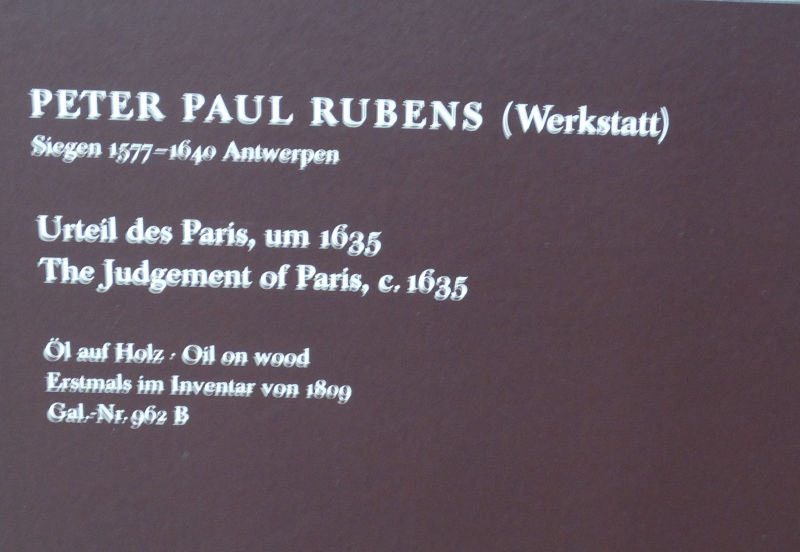 PETER PAUL RUBENS (Werkstatt)
Siegen 1577–1640 Antwerpen
Urteil des Paris, um 1635
The Judgement of Paris, c. 1635
Öl auf Holz · Oil on wood
Erstmals im Inventar von 1809
Gal.-Nr. 962 B